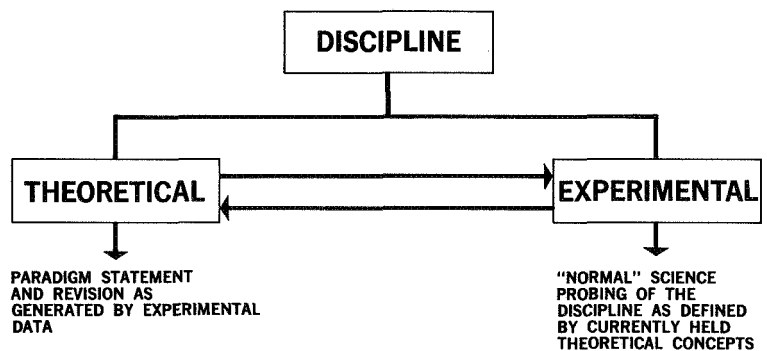 DISCIPLINE
THEORETICAL
EXPERIMENTAL
PARADIGM STATEMENT
AND REVISION AS
GENERATED BY EXPERIMENTAL
DATA
"NORMAL" SCIENCE
PROBING OF THE
DISCIPLINE AS DEFINED
BY CURRENTLY HELD
THEORETICAL CONCEPTS